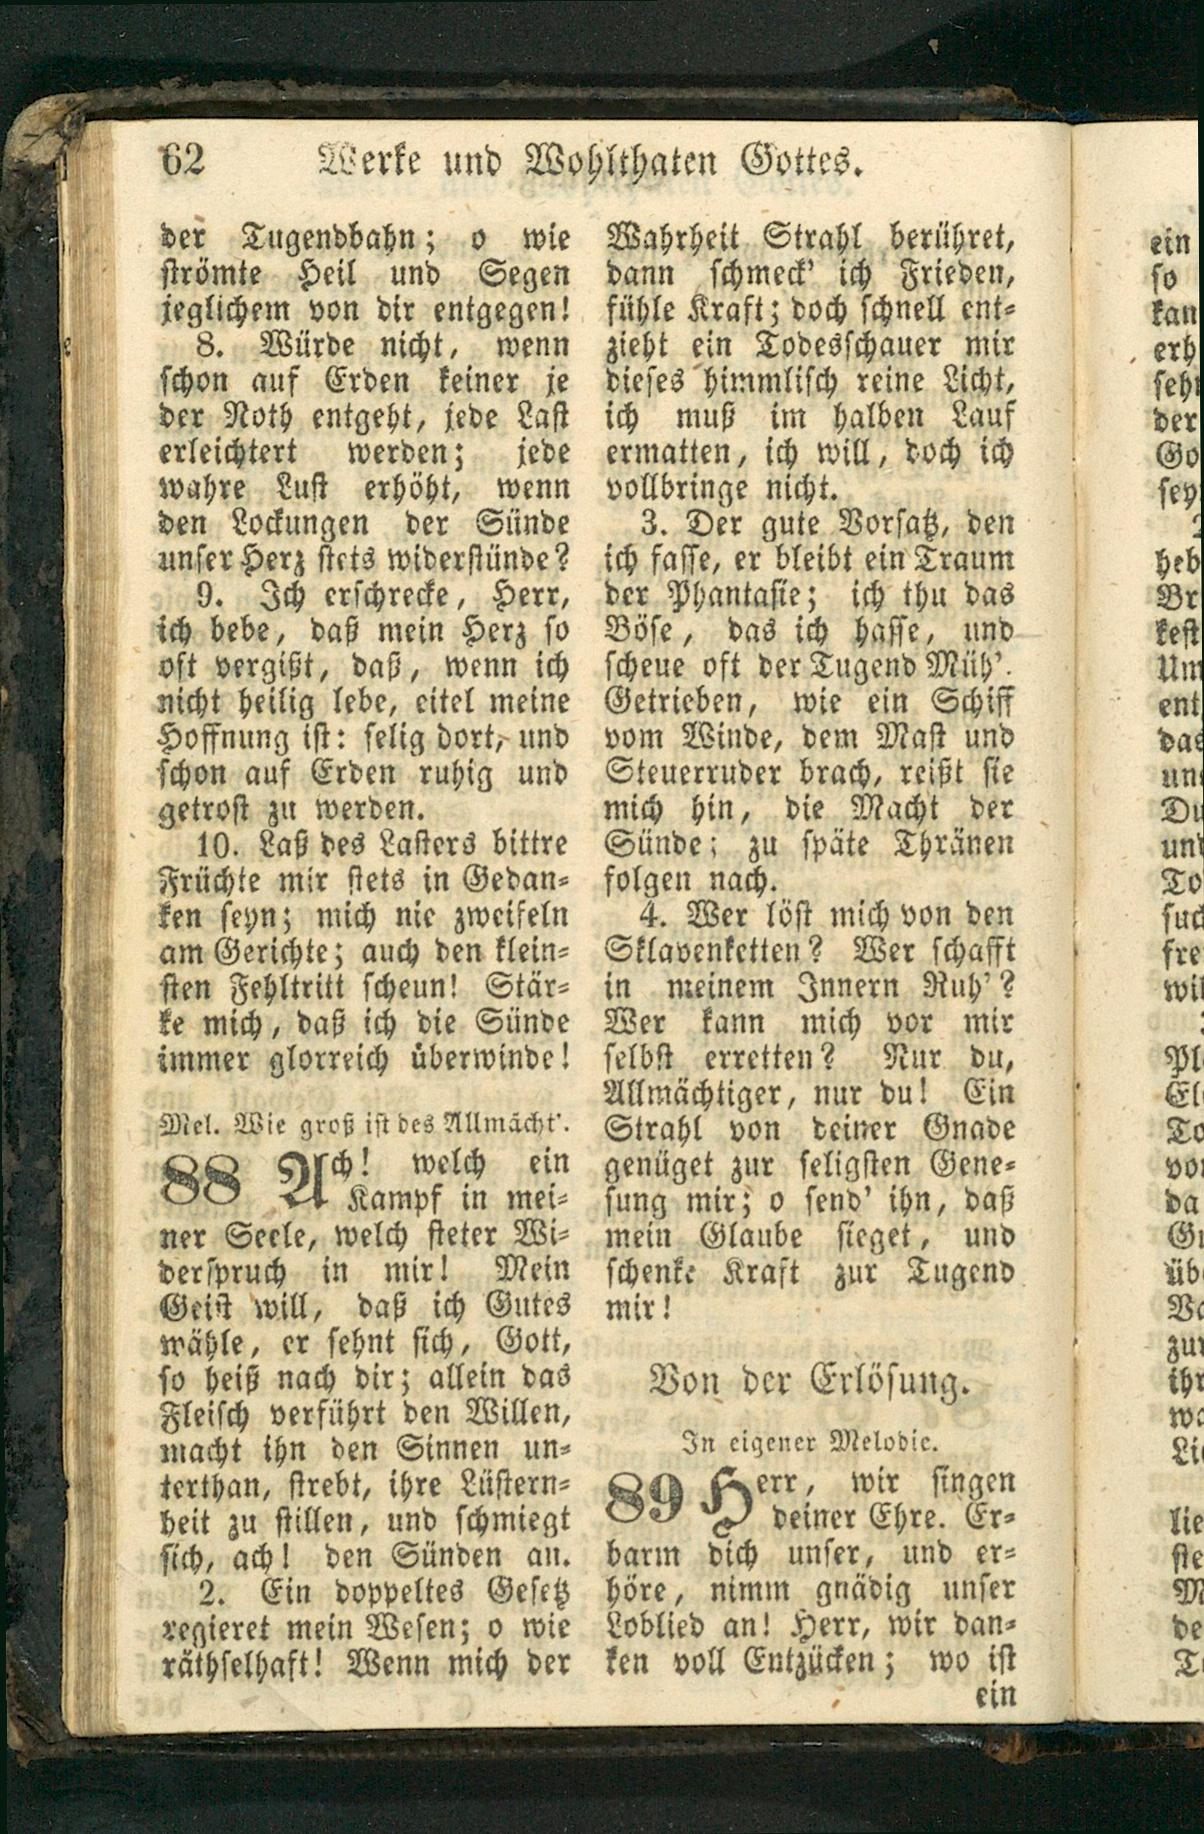 62 Werke und Wohlthaten Gottes.
der Tugendbahn; o wie
strömte Heil und Segen
jeglichem von dir entgegen!
8. Würde nicht, wenn
schon auf Erden keiner je
der Noth entgeht, jede Last
erleichtert werden; jede
wahre Lust erhöht, wenn
den Lockungen der Sünde
unser Herz stets widerstünde?
9. Ich erschrecke, Herr,
ich bebe, daß mein Herz so
oft vergißt, daß, wenn ich
nicht heilig lebe, eitel meine
Hoffnung ist: selig dort, und
schon auf Erden ruhig und
getrost zu werden.
10. Laß des Lasters bittre
Früchte mir stets in Gedan-
ken seyn; mich nie zweifeln
am Gerichte; auch den klein-
sten Fehltritt scheun! Stär-
ke mich, daß ich die Sünde
immer glorreich überwinde!
Mel. Wie groß ist des Allmächt'.
88 Ach! welch ein
Kampf in mei-
ner Seele, welch steter Wi-
derspruch in mir! Mein
Geist will, daß ich Gutes
wähle, er sehnt sich, Gott,
so heiß nach dir; allein das
Fleisch verführt den Willen,
macht ihn den Sinnen un-
terthan, strebt, ihre Lüstern-
heit zu stillen, und schmiegt
sich, ach! den Sünden an.
2. Ein doppeltes Gesetz
regieret mein Wesen; o wie
räthselhaft! Wenn mich der
Wahrheit Strahl berühret,
dann schmeck' ich Frieden,
fühle Kraft; doch schnell ent-
zieht ein Todesschauer mir
dieses himmlisch reine Licht,
ich muß im halben Lauf
ermatten, ich will, doch ich
vollbringe nicht.
3. Der gute Vorsatz, den
ich fasse, er bleibt ein Traum
der Phantasie; ich thu das
Böse, das ich hasse, und
scheue oft der Tugend Müh'.
Getrieben, wie ein Schiff
vom Winde, dem Mast und
Steuerruder brach, reißt sie
mich hin, die Macht der
Sünde; zu späte Thränen
folgen nach.
4. Wer löst mich von den
Sklavenketten? Wer schafft
in meinem Innern Ruh'?
Wer kann mich vor mir
selbst erretten? Nur du,
Allmächtiger, nur du! Ein
Strahl von deiner Gnade
genüget zur seligsten Gene-
sung mir; o send' ihn, daß
mein Glaube sieget, und
schenke Kraft zur Tugend
mir!
Von der Erlösung.
In eigener Melodie.
89 Herr, wir singen
deiner Ehre. Er-
barm dich unser, und er-
höre, nimm gnädig unser
Loblied an! Herr, wir dan-
ken voll Entzücken; wo ist
ein